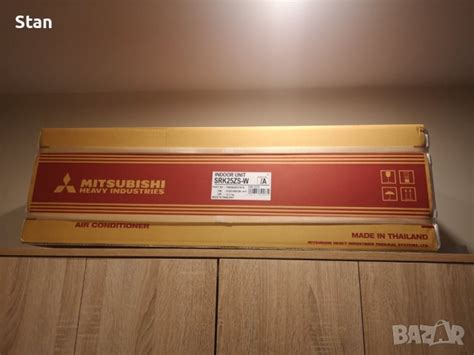 Stan
MITSUBISHI
HEAVY INDUSTRIES
INDOOR UNIT
SRK25ZS-W
/A
AIR CONDITIONER
MADE IN THAILAND
BAZAR